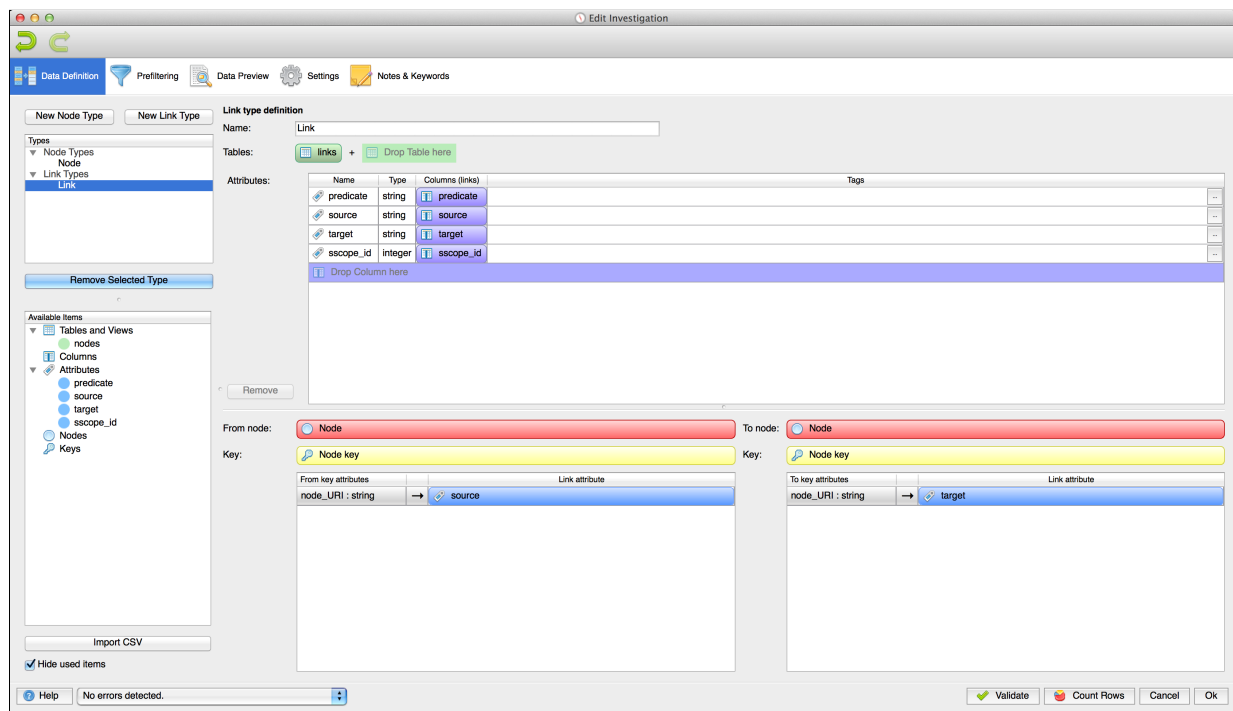 Edit Investigation
Data Definition Prefiltering Data Preview Settings Notes & Keywords
New Node Type New Link Type
Types
Node Types
Node
Link Types
Link
Remove Selected Type
Available Items
Tables and Views
nodes
Columns
Attributes
predicate
source
target
sscope_id
Nodes
Keys
Import CSV
Hide used items
Link type definition
Name: Link
Tables: links + Drop Table here
Attributes: Name Type Columns (links) Tags
predicate string predicate ...
source string source ...
target string target ...
sscope_id integer sscope_id ...
Drop Column here
Remove
From node: Node
Key: Node key
From key attributes Link attribute
node_URI : string → source
To node: Node
Key: Node key
To key attributes Link attribute
node_URI : string → target
Help No errors detected. Validate Count Rows Cancel Ok